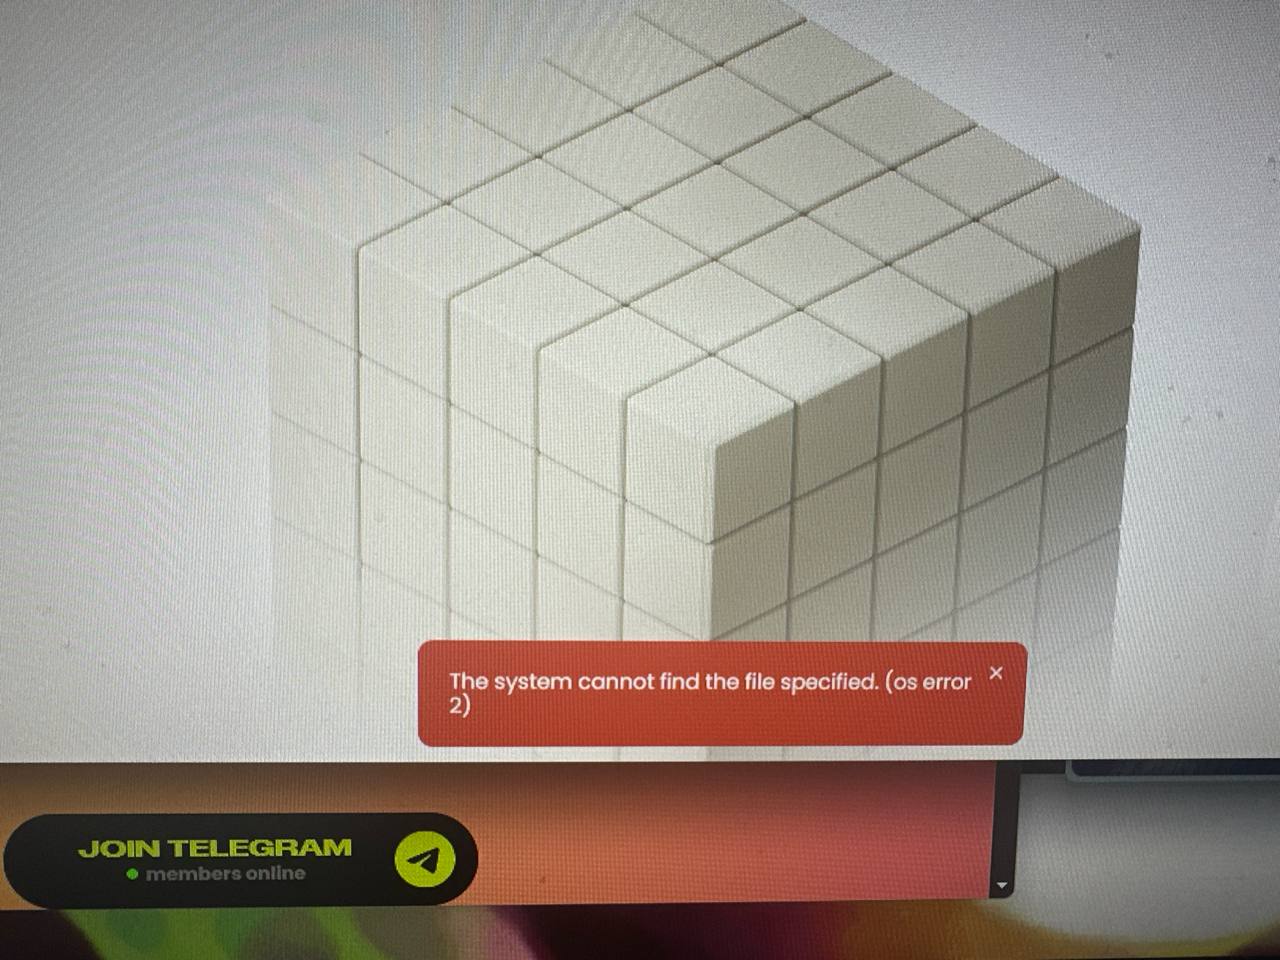 The system cannot find the file specified. (os error
2)
JOIN TELEGRAM
members online